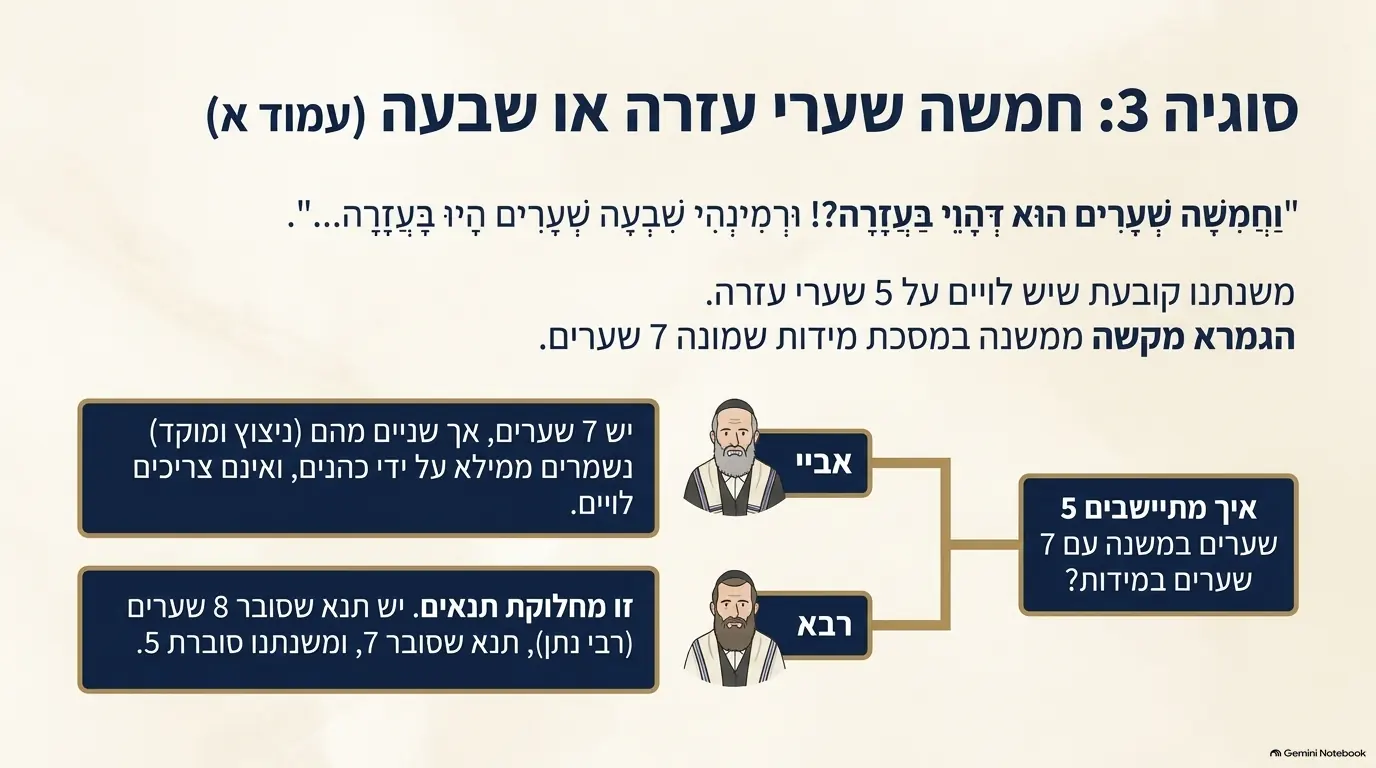 סוגיה 3: חמשה שערי עזרה או שבעה (עמוד א)
"וַחֲמִשָּׁה שְׁעָרִים הוּא דְּהָוֵי בַּעֲזָרָה?! וּרְמִינְהִי שִׁבְעָה שְׁעָרִים הָיוּ בָּעֲזָרָה...".
משנתנו קובעת שיש לויים על 5 שערי עזרה.
הגמרא מקשה ממשנה במסכת מידות שמונה 7 שערים.
איך מתיישבים 5
שערים במשנה עם 7
שערים במידות?
אביי
יש 7 שערים, אך שניים מהם (ניצוץ ומוקד)
נשמרים ממילא על ידי כהנים, ואינם צריכים
לויים.
רבא
זו מחלוקת תנאים. יש תנא שסובר 8 שערים
(רבי נתן), תנא שסובר 7, ומשנתנו סוברת 5.
Gemini Notebook